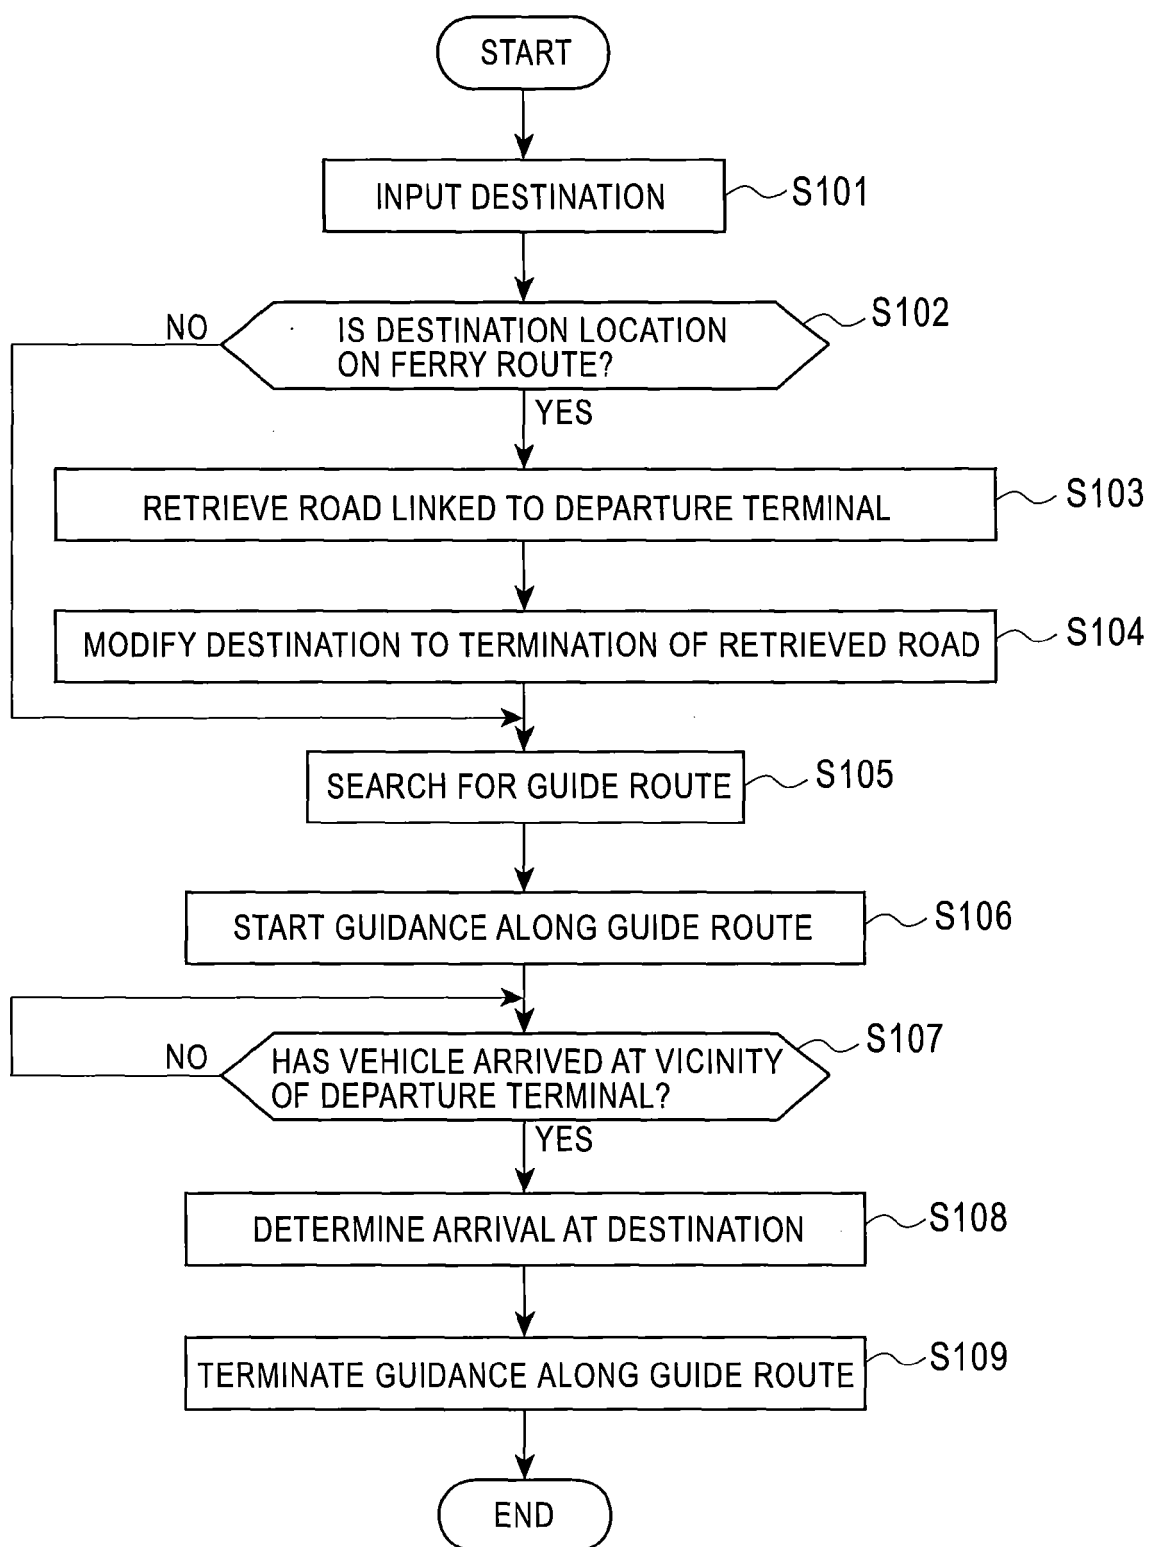 START
INPUT DESTINATION
S101
NO
IS DESTINATION LOCATION
ON FERRY ROUTE?
S102
YES
RETRIEVE ROAD LINKED TO DEPARTURE TERMINAL
S103
MODIFY DESTINATION TO TERMINATION OF RETRIEVED ROAD
S104
SEARCH FOR GUIDE ROUTE
S105
START GUIDANCE ALONG GUIDE ROUTE
S106
NO
HAS VEHICLE ARRIVED AT VICINITY
OF DEPARTURE TERMINAL?
S107
YES
DETERMINE ARRIVAL AT DESTINATION
S108
TERMINATE GUIDANCE ALONG GUIDE ROUTE
S109
END